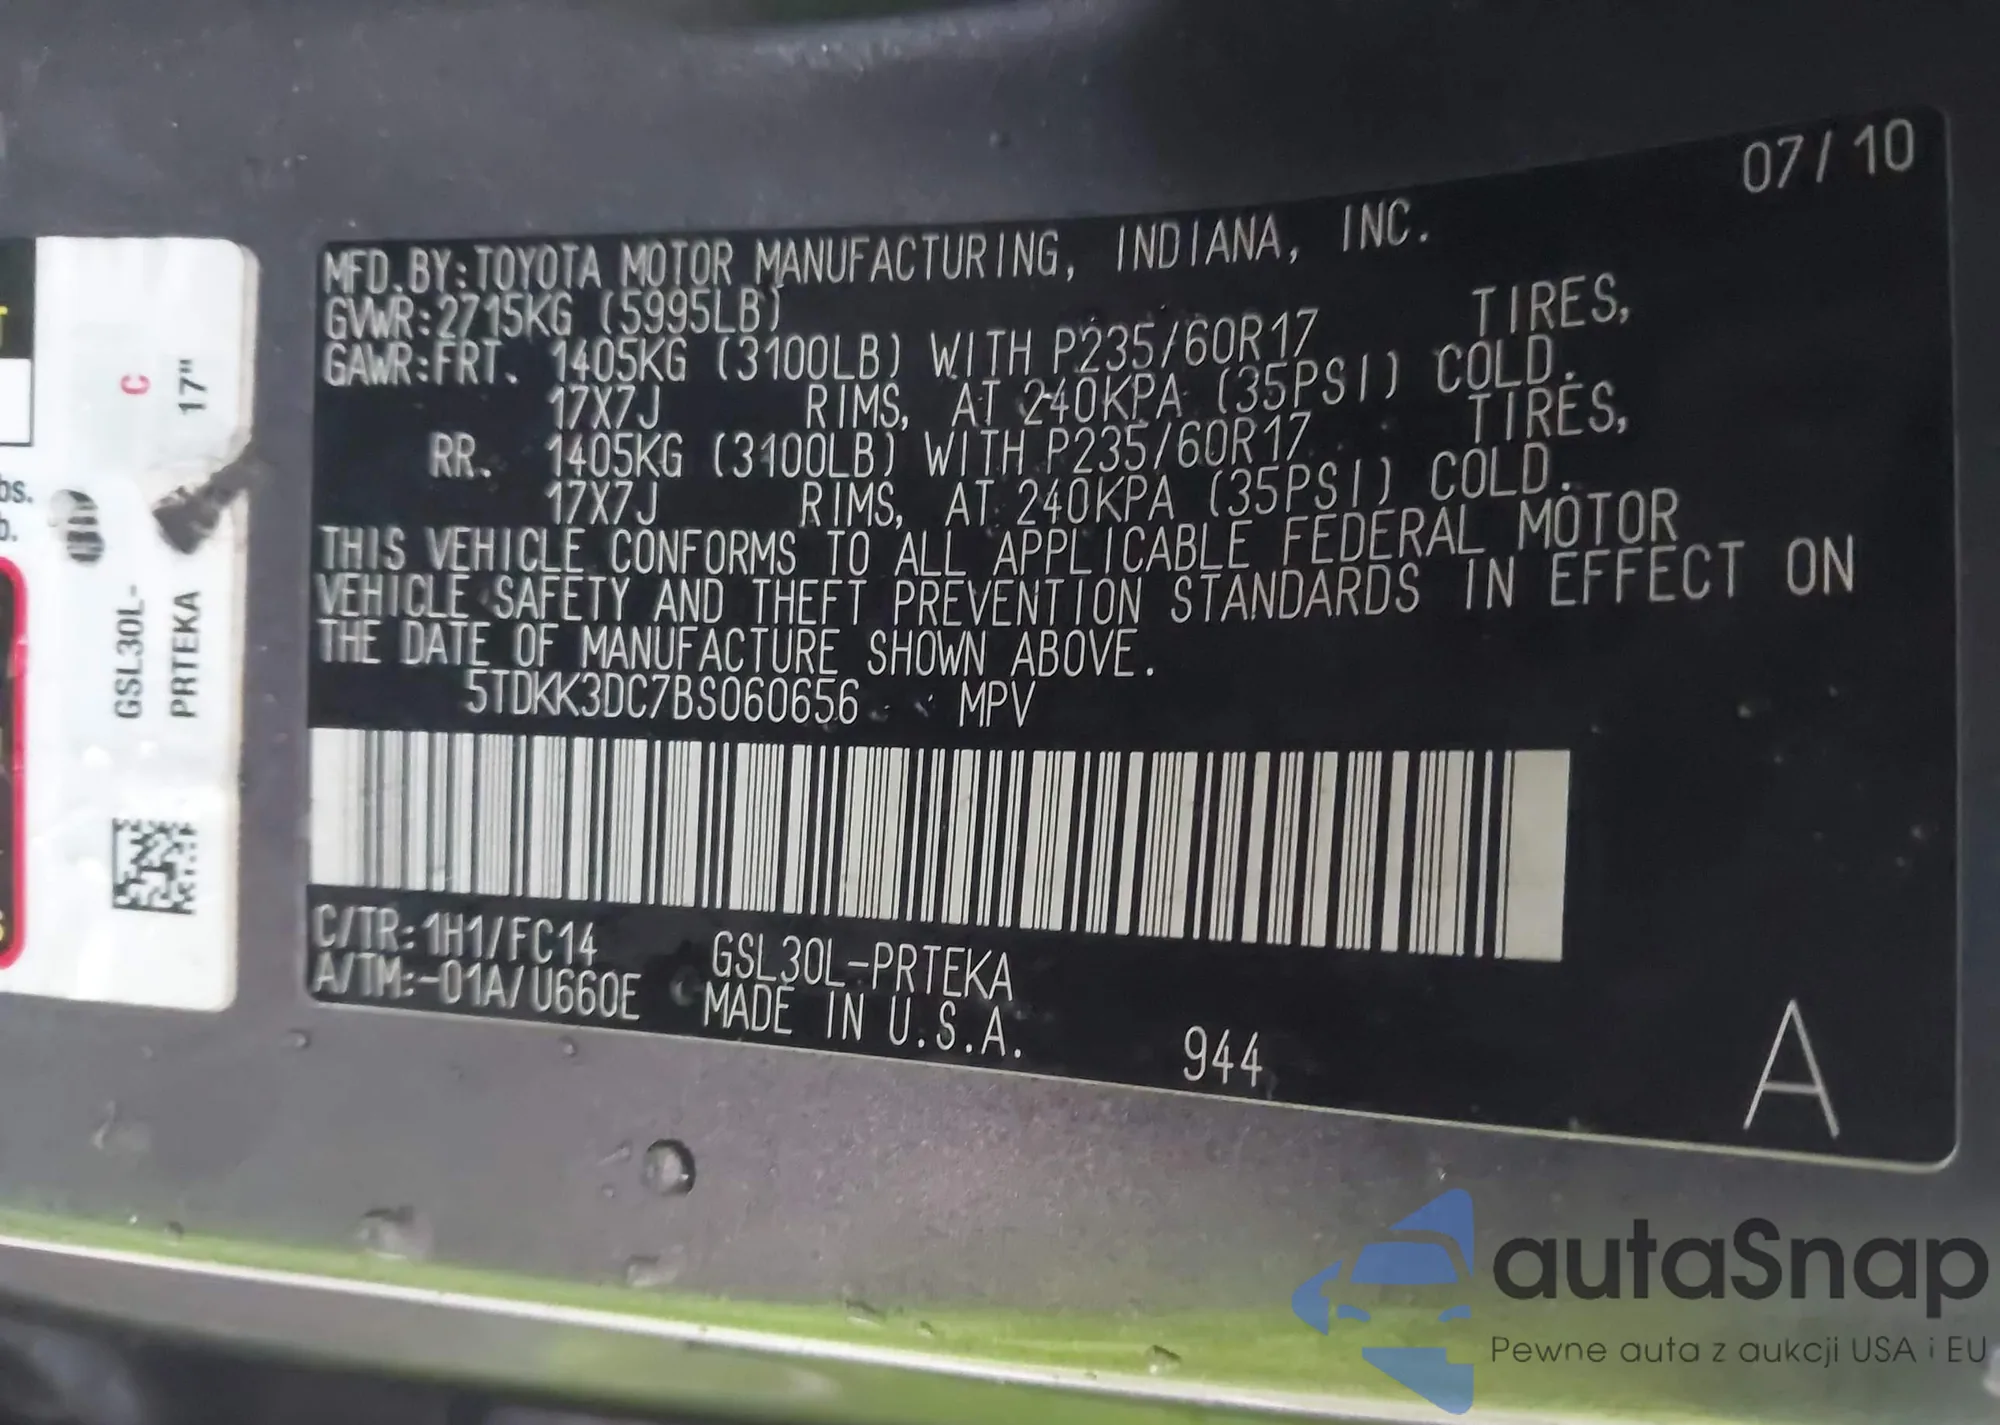 07/10
MFD.BY:TOYOTA MOTOR MANUFACTURING, INDIANA, INC.
GVWR:2715KG (5995LB)
GAWR:FRT. 1405KG (3100LB) WITH P235/60R17 TIRES,
17X7J RIMS, AT 240KPA (35PSI) COLD.
RR. 1405KG (3100LB) WITH P235/60R17 TIRES,
17X7J RIMS, AT 240KPA (35PSI) COLD.
THIS VEHICLE CONFORMS TO ALL APPLICABLE FEDERAL MOTOR
VEHICLE SAFETY AND THEFT PREVENTION STANDARDS IN EFFECT ON
THE DATE OF MANUFACTURE SHOWN ABOVE.
5TDKK3DC7BS060656 MPV
C/TR:1H1/FC14 GSL30L-PRTEKA
A/TM:-01A/U660E MADE IN U.S.A.
944
A
C
17"
GSL30L-
PRTEKA
bs.
b.
autaSnap
Pewne auta z aukcji USA i EU